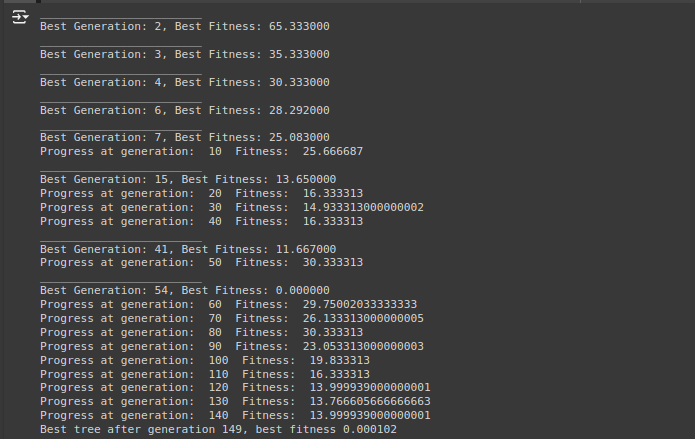 Best Generation: 2, Best Fitness: 65.333000
Best Generation: 3, Best Fitness: 35.333000
Best Generation: 4, Best Fitness: 30.333000
Best Generation: 6, Best Fitness: 28.292000
Best Generation: 7, Best Fitness: 25.083000
Progress at generation:  10  Fitness:  25.666687
Best Generation: 15, Best Fitness: 13.650000
Progress at generation:  20  Fitness:  16.333313
Progress at generation:  30  Fitness:  14.933313000000002
Progress at generation:  40  Fitness:  16.333313
Best Generation: 41, Best Fitness: 11.667000
Progress at generation:  50  Fitness:  30.333313
Best Generation: 54, Best Fitness: 0.000000
Progress at generation:  60  Fitness:  29.75002033333333
Progress at generation:  70  Fitness:  26.133313000000005
Progress at generation:  80  Fitness:  30.333313
Progress at generation:  90  Fitness:  23.053313000000003
Progress at generation:  100  Fitness:  19.833313
Progress at generation:  110  Fitness:  16.333313
Progress at generation:  120  Fitness:  13.999939000000001
Progress at generation:  130  Fitness:  13.766605666666663
Progress at generation:  140  Fitness:  13.999939000000001
Best tree after generation 149, best fitness 0.000102